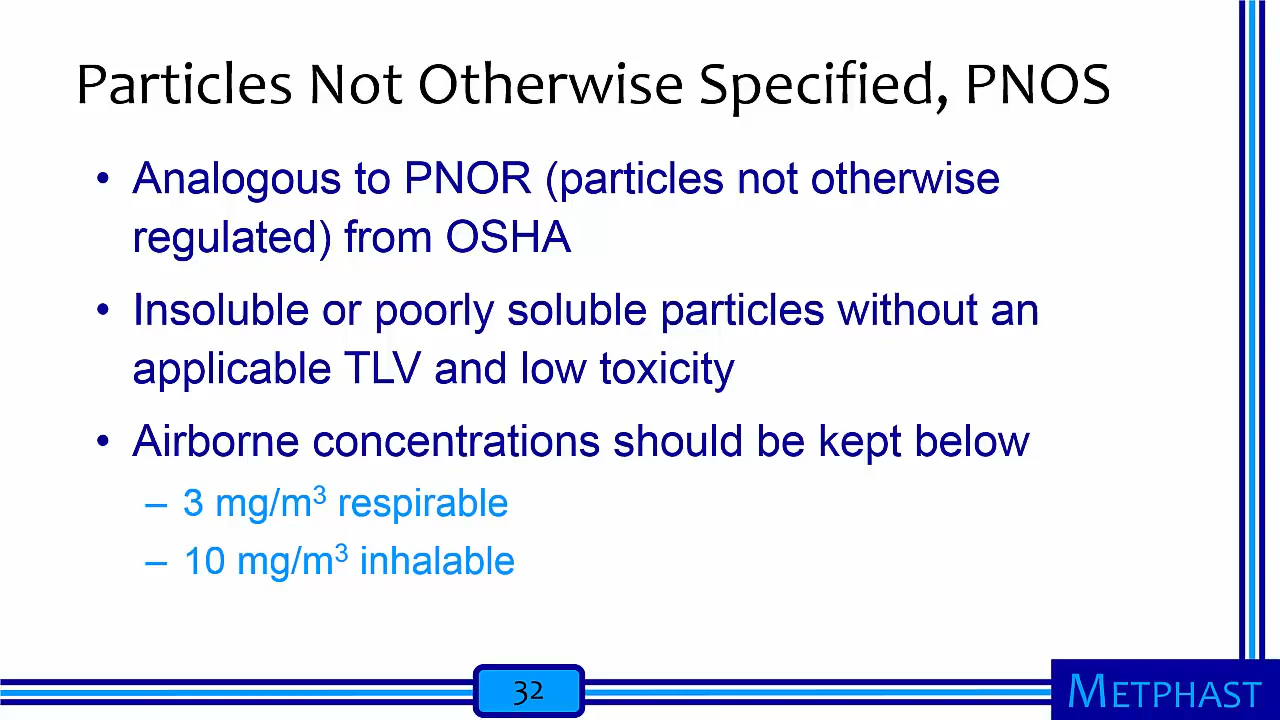 Particles Not Otherwise Specified, PNOS
• Analogous to PNOR (particles not otherwise
regulated) from OSHA
• Insoluble or poorly soluble particles without an
applicable TLV and low toxicity
• Airborne concentrations should be kept below
– 3 mg/m³ respirable
– 10 mg/m³ inhalable
32
METPHAST